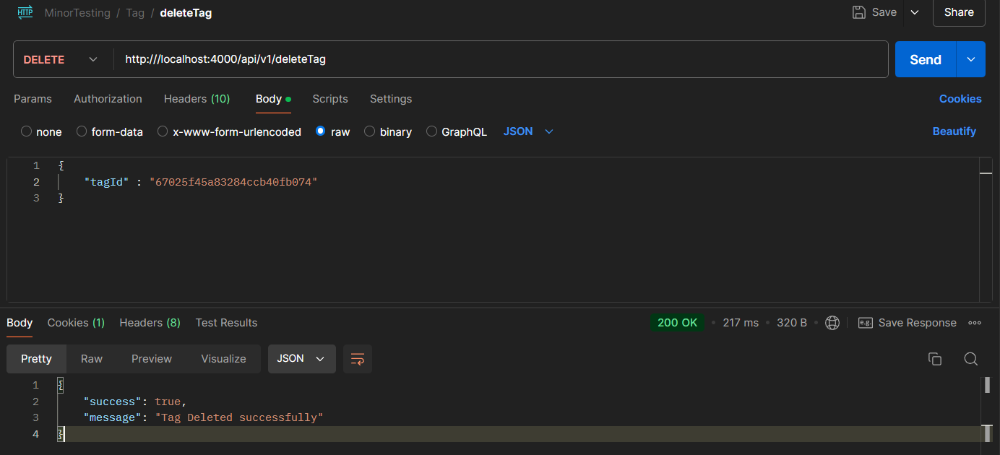 HTTP MinorTesting / Tag / deleteTag Save Share
DELETE http:///localhost:4000/api/v1/deleteTag Send
Params Authorization Headers (10) Body Scripts Settings Cookies
none form-data x-www-form-urlencoded raw binary GraphQL JSON Beautify
1 {
2 "tagId" : "67025f45a83284ccb40fb074"
3 }
Body Cookies (1) Headers (8) Test Results 200 OK • 217 ms • 320 B • e.g. Save Response
Pretty Raw Preview Visualize JSON
1 {
2 "success": true,
3 "message": "Tag Deleted successfully"
4 }